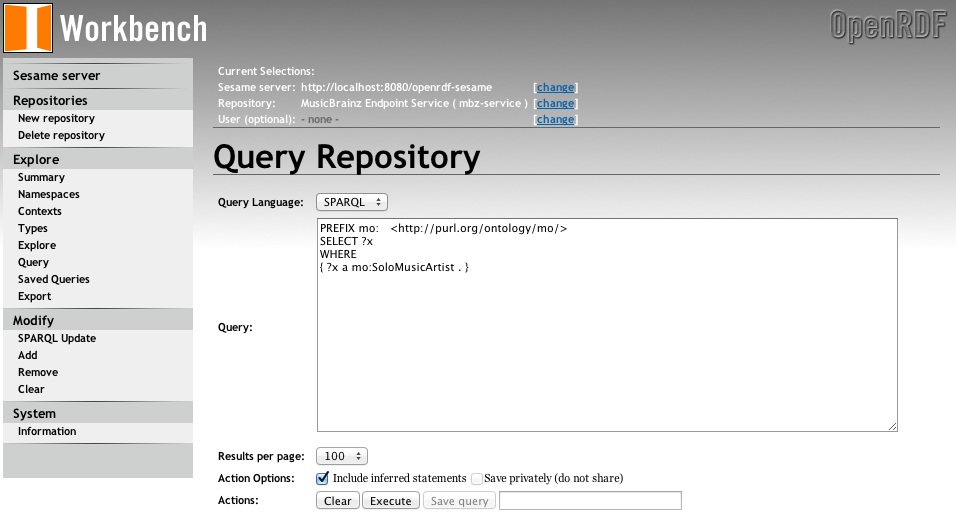 Workbench
OpenRDF
Sesame server
Repositories
New repository
Delete repository
Explore
Summary
Namespaces
Contexts
Types
Explore
Query
Saved Queries
Export
Modify
SPARQL Update
Add
Remove
Clear
System
Information
Current Selections:
Sesame server: http://localhost:8080/openrdf-sesame [change]
Repository: MusicBrainz Endpoint Service ( mbz-service ) [change]
User (optional): - none - [change]
Query Repository
Query Language: SPARQL
Query:
PREFIX mo: <http://purl.org/ontology/mo/>
SELECT ?x
WHERE
{ ?x a mo:SoloMusicArtist . }
Results per page: 100
Action Options: Include inferred statements Save privately (do not share)
Actions: Clear Execute Save query